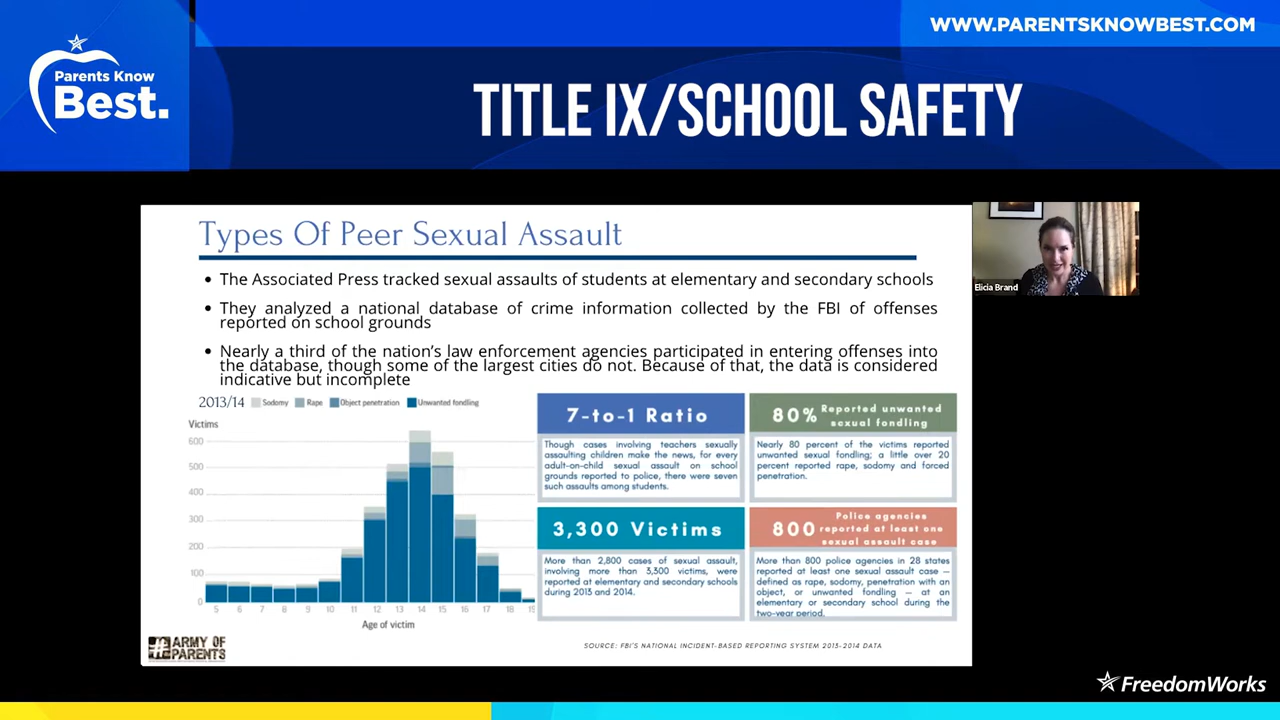 WWW.PARENTSKNOWBEST.COM
Parents Know
Best.
TITLE IX/SCHOOL SAFETY
Types Of Peer Sexual Assault
• The Associated Press tracked sexual assaults of students at elementary and secondary schools
• They analyzed a national database of crime information collected by the FBI of offenses
reported on school grounds
• Nearly a third of the nation's law enforcement agencies participated in entering offenses into
the database, though some of the largest cities do not. Because of that, the data is considered
indicative but incomplete
Elicia Brand
2013/14 Sodomy Rape Object penetration Unwanted fondling
Victims
600
500
400
300
200
100
0
5 6 7 8 9 10 11 12 13 14 15 16 17 18 19
Age of victim
7-to-1 Ratio
Though cases involving teachers sexually
assaulting children make the news, for every
adult-on-child sexual assault on school
grounds reported to police, there were seven
such assaults among students.
80% Reported unwanted
sexual fondling
Nearly 80 percent of the victims reported
unwanted sexual fondling; a little over 20
percent reported rape, sodomy and forced
penetration.
3,300 Victims
More than 2,800 cases of sexual assault,
involving more than 3,300 victims, were
reported at elementary and secondary schools
during 2013 and 2014.
Police agencies
800 reported at least one
sexual assault case
More than 800 police agencies in 28 states
reported at least one sexual assault case —
defined as rape, sodomy, penetration with an
object, or unwanted fondling — at an
elementary or secondary school during the
two-year period.
# ARMY OF
PARENTS
SOURCE: FBI'S NATIONAL INCIDENT-BASED REPORTING SYSTEM 2013-2014 DATA
FreedomWorks